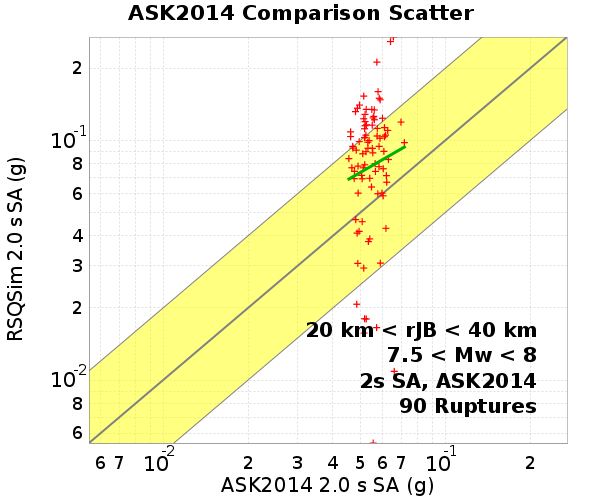 ASK2014 Comparison Scatter
RSQSim 2.0 s SA (g)
2
10-1
8
6
4
3
2
10-2
8
6
20 km < rJB < 40 km
7.5 < Mw < 8
2s SA, ASK2014
90 Ruptures
6 7 10-2 2 3 4 5 6 7 10-1 2
ASK2014 2.0 s SA (g)